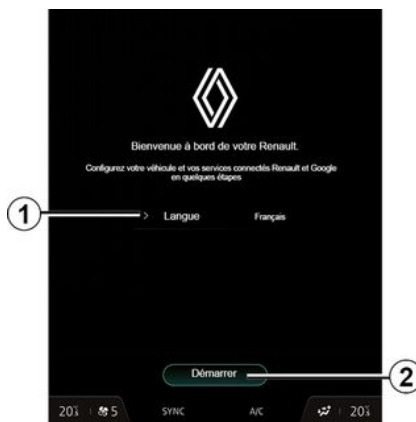 Bienvenue à bord de votre Renault.
Configurez votre véhicule et vos services connectés Renault et Google
en quelques étapes
1
> Langue Français
Démarrer
2
20 5 SYNC A/C 20